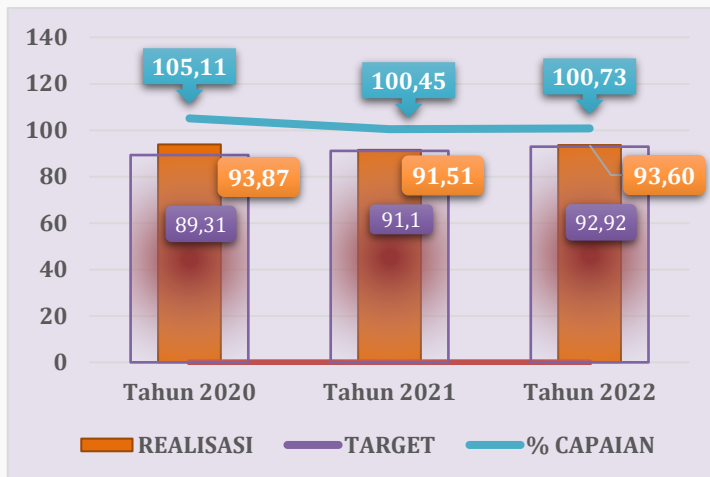 140
120
100
80
60
40
20
0
105,11
100,45
100,73
93,87
91,51
93,60
89,31
91,1
92,92
Tahun 2020
Tahun 2021
Tahun 2022
REALISASI
TARGET
% CAPAIAN